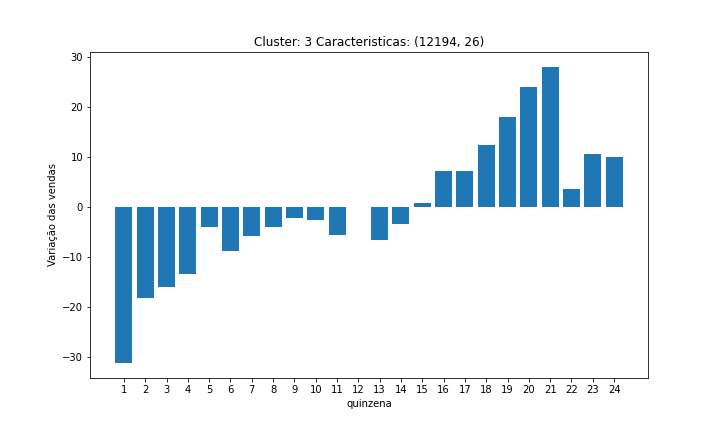 Cluster: 3 Caracteristicas: (12194, 26)
30
20
10
0
−10
−20
−30
Variação das vendas
1 2 3 4 5 6 7 8 9 10 11 12 13 14 15 16 17 18 19 20 21 22 23 24
quinzena